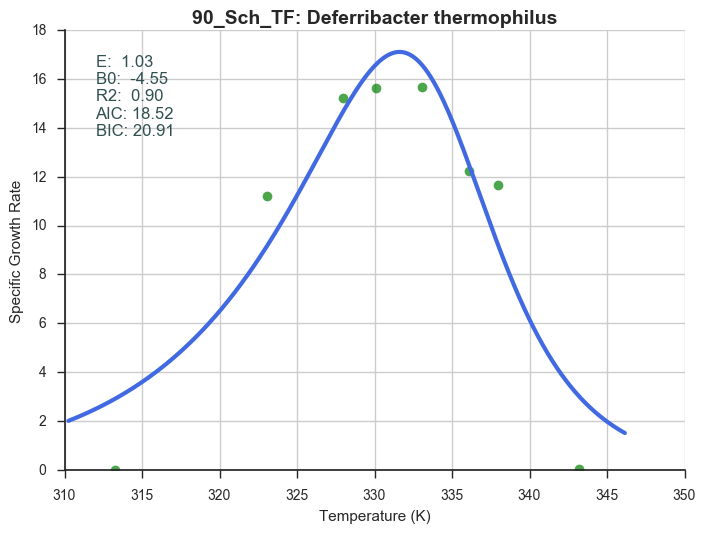 90_Sch_TF: Deferribacter thermophilus
E:  1.03
B0:  -4.55
R2:  0.90
AIC: 18.52
BIC: 20.91
Specific Growth Rate
18
16
14
12
10
8
6
4
2
0
310 315 320 325 330 335 340 345 350
Temperature (K)